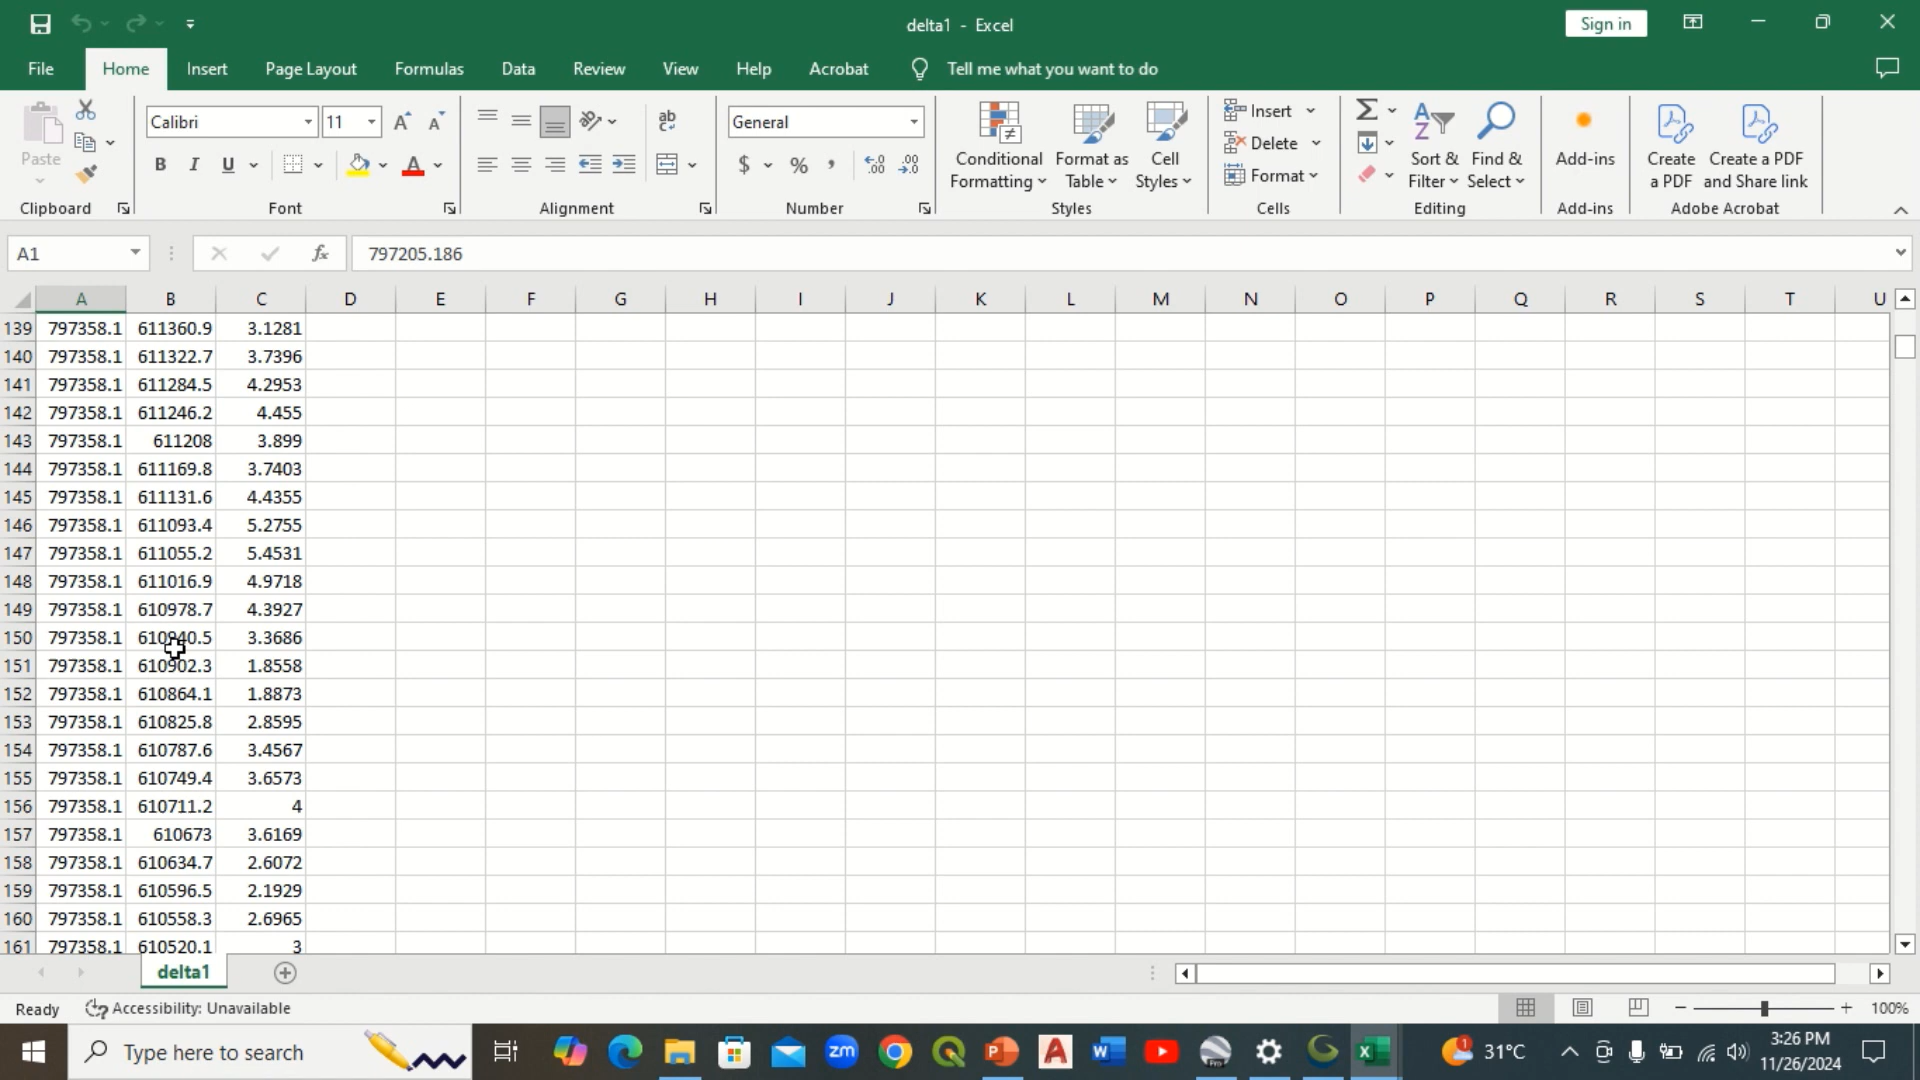 delta1 - Excel
Sign in
File Home Insert Page Layout Formulas Data Review View Help Acrobat Tell me what you want to do
Paste
Calibri 11
B I U A
ab
General
$ % ,
Conditional Formatting
Format as Table
Cell Styles
Insert
Delete
Format
Sort & Filter
Find & Select
Add-ins
Create a PDF
Create a PDF and Share link
Clipboard Font Alignment Number Styles Cells Editing Add-ins Adobe Acrobat
A1 fx 797205.186
A B C D E F G H I J K L M N O P Q R S T U
139 797358.1 611360.9 3.1281
140 797358.1 611322.7 3.7396
141 797358.1 611284.5 4.2953
142 797358.1 611246.2 4.455
143 797358.1 611208 3.899
144 797358.1 611169.8 3.7403
145 797358.1 611131.6 4.4355
146 797358.1 611093.4 5.2755
147 797358.1 611055.2 5.4531
148 797358.1 611016.9 4.9718
149 797358.1 610978.7 4.3927
150 797358.1 610940.5 3.3686
151 797358.1 610902.3 1.8558
152 797358.1 610864.1 1.8873
153 797358.1 610825.8 2.8595
154 797358.1 610787.6 3.4567
155 797358.1 610749.4 3.6573
156 797358.1 610711.2 4
157 797358.1 610673 3.6169
158 797358.1 610634.7 2.6072
159 797358.1 610596.5 2.1929
160 797358.1 610558.3 2.6965
161 797358.1 610520.1 3
delta1
Ready Accessibility: Unavailable 100%
Type here to search
31°C
3:26 PM
11/26/2024